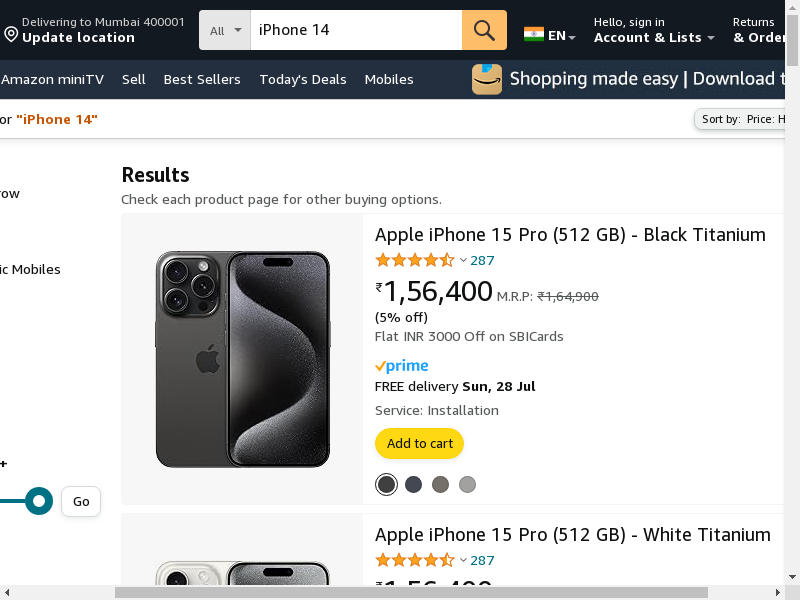 Delivering to Mumbai 400001
Update location
All
iPhone 14
EN
Hello, sign in
Account & Lists
Returns
& Order
Amazon miniTV
Sell
Best Sellers
Today's Deals
Mobiles
Shopping made easy | Download t
or "iPhone 14"
Sort by: Price: H
Results
Check each product page for other buying options.
row
ic Mobiles
+
Go
Apple iPhone 15 Pro (512 GB) - Black Titanium
287
₹1,56,400 M.R.P: ₹1,64,900
(5% off)
Flat INR 3000 Off on SBICards
prime
FREE delivery Sun, 28 Jul
Service: Installation
Add to cart
Apple iPhone 15 Pro (512 GB) - White Titanium
287
₹1,56,400